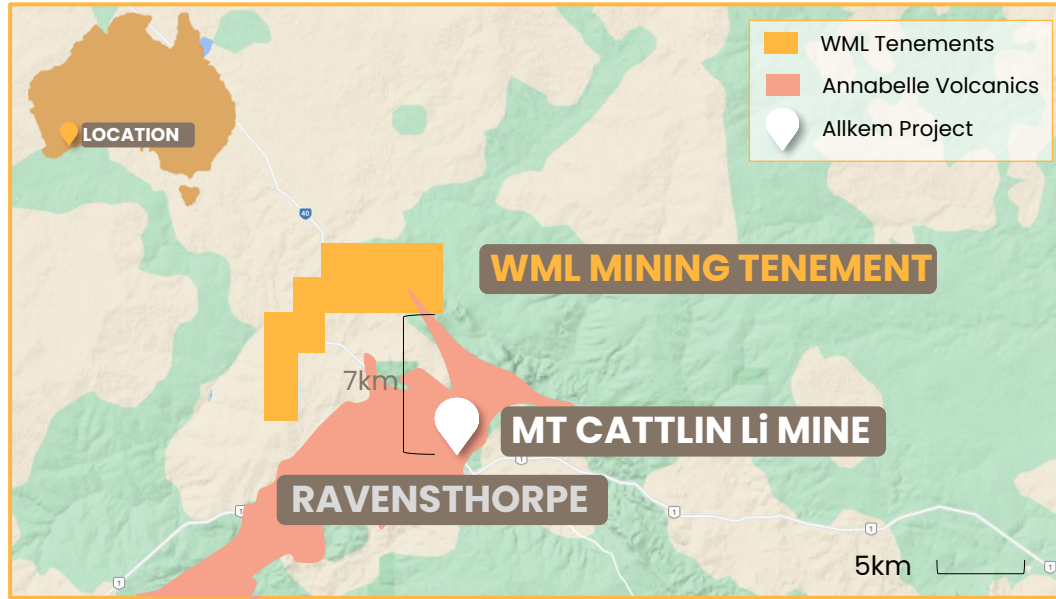 WML Tenements
Annabelle Volcanics
Allkem Project
LOCATION
40
WML MINING TENEMENT
7km
MT CATTLIN Li MINE
1
RAVENSTHORPE
1
1
1
1
1
5km